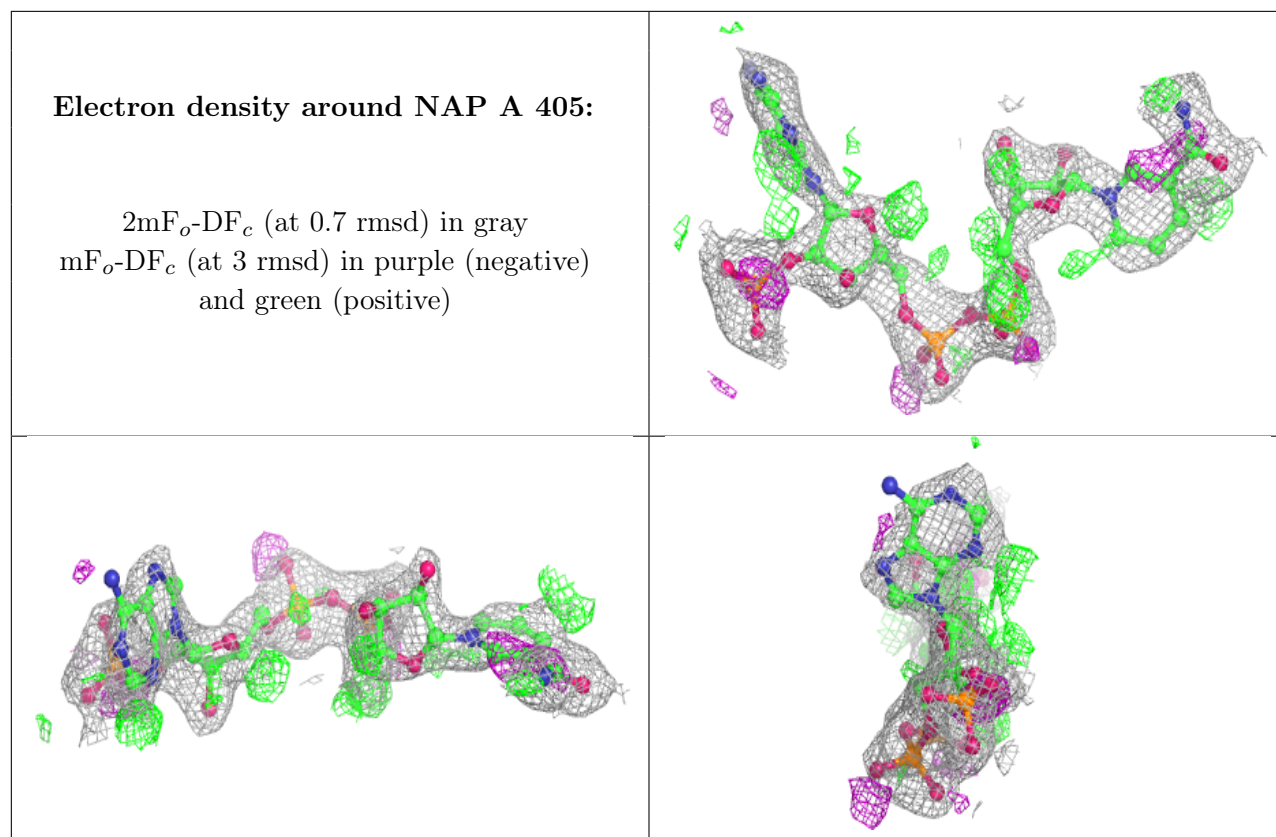 Electron density around NAP A 405:
2mFo-DFc (at 0.7 rmsd) in gray
mFo-DFc (at 3 rmsd) in purple (negative)
and green (positive)